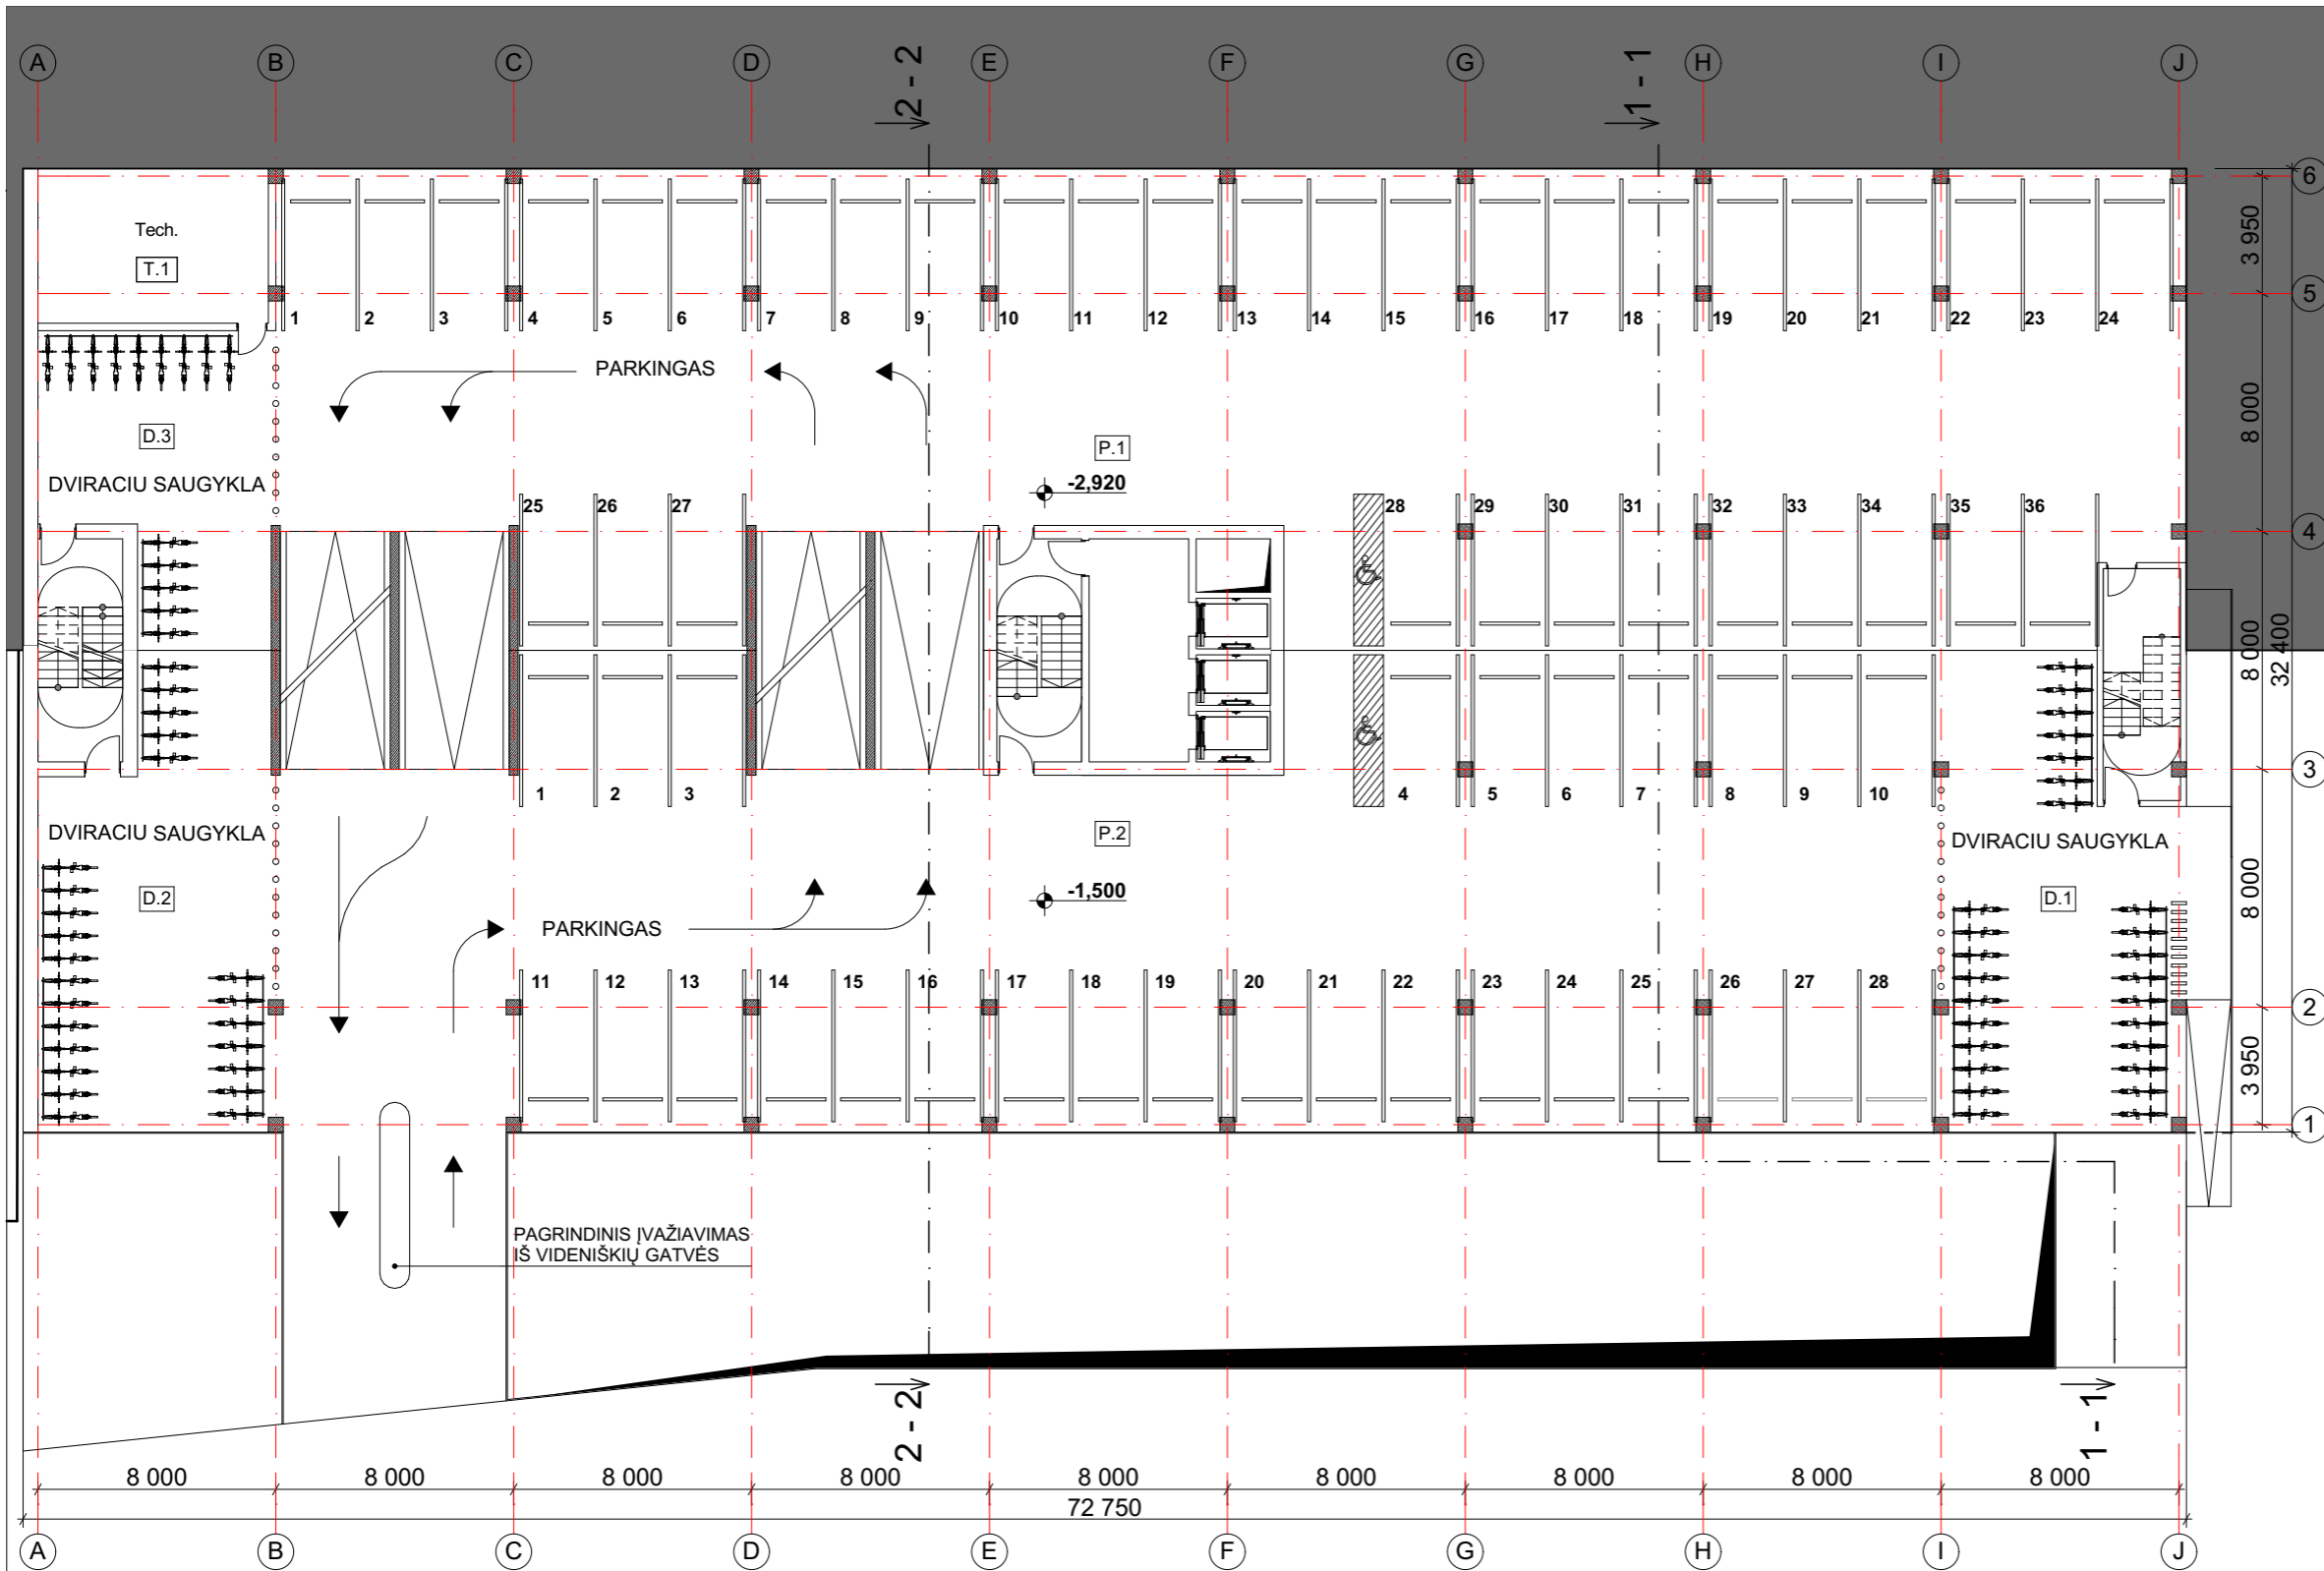 A B C D E F G H I J
2 - 2 1 - 1
6
Tech.
T.1
3 950
5
1 2 3 4 5 6 7 8 9 10 11 12 13 14 15 16 17 18 19 20 21 22 23 24
PARKINGAS
8 000
D.3
P.1
DVIRACIU SAUGYKLA
-2,920
25 26 27 28 29 30 31 32 33 34 35 36
4
8 000
32 400
3
1 2 3 4 5 6 7 8 9 10
DVIRACIU SAUGYKLA
P.2
DVIRACIU SAUGYKLA
D.2
-1,500
D.1
8 000
PARKINGAS
11 12 13 14 15 16 17 18 19 20 21 22 23 24 25 26 27 28
2
3 950
1
PAGRINDINIS ĮVAŽIAVIMAS
IŠ VIDENIŠKIŲ GATVĖS
2 - 2 1 - 1
8 000 8 000 8 000 8 000 8 000 8 000 8 000 8 000 8 000
72 750
A B C D E F G H I J